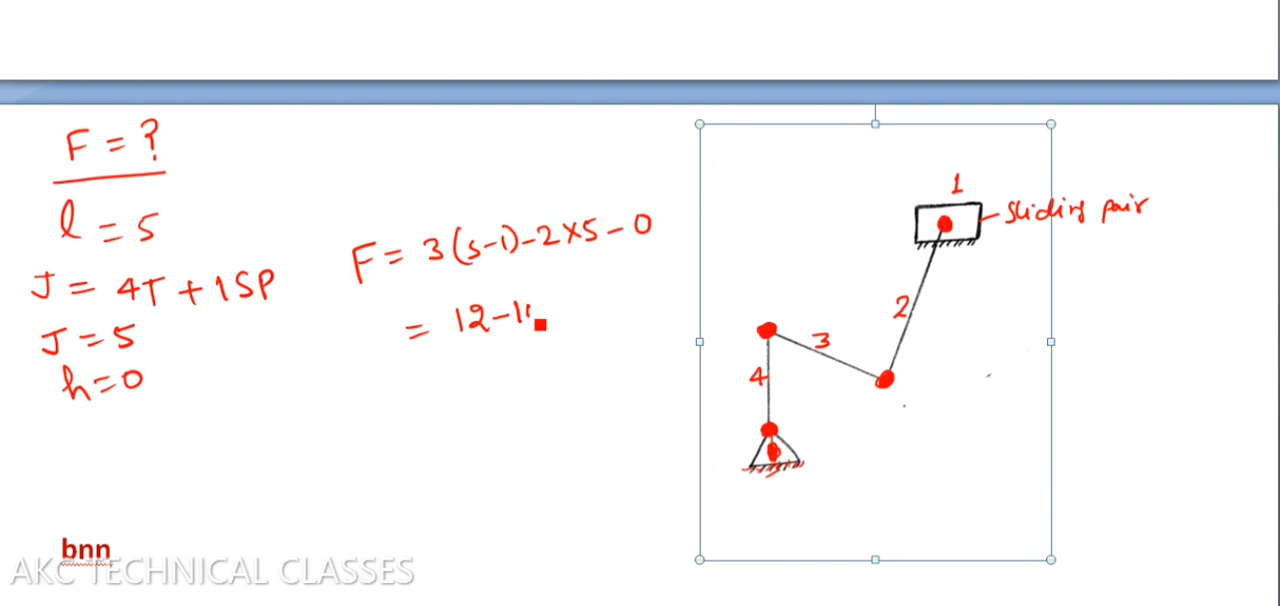 F = ?
l = 5
J = 4T + 1SP
J = 5
h = 0
F = 3(5-1)-2×5-0
= 12-1
1
sliding pair
2
3
4
bnn
AKC TECHNICAL CLASSES